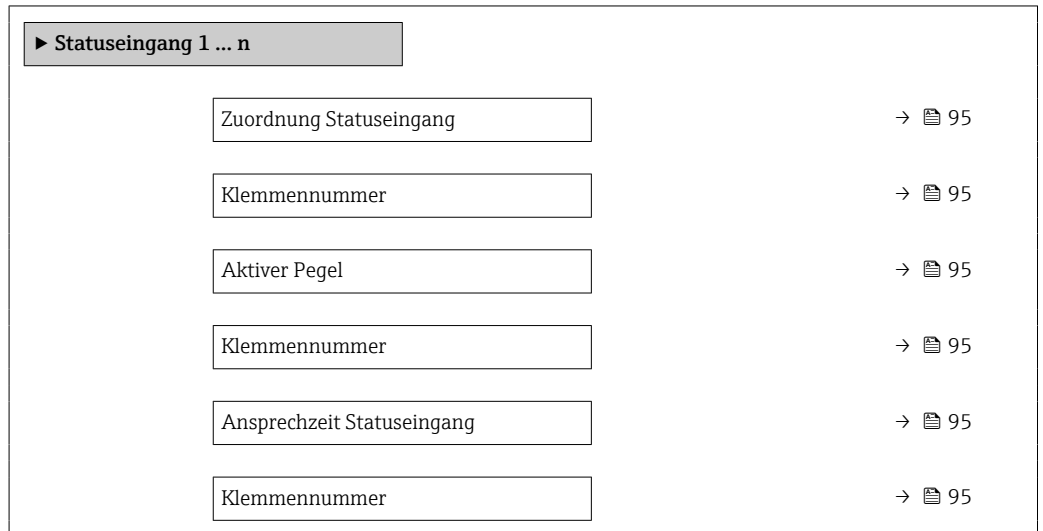 ▶ Statuseingang 1 ... n
Zuordnung Statuseingang → 95
Klemmennummer → 95
Aktiver Pegel → 95
Klemmennummer → 95
Ansprechzeit Statuseingang → 95
Klemmennummer → 95